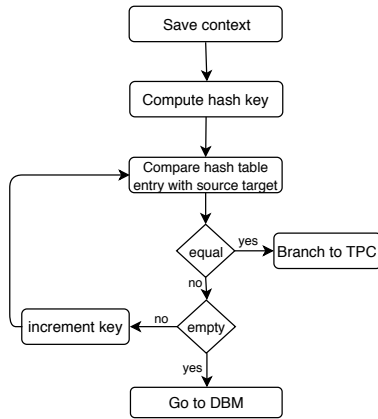 Save context
Compute hash key
Compare hash table
entry with source target
equal
yes
Branch to TPC
no
increment key
no
empty
yes
Go to DBM